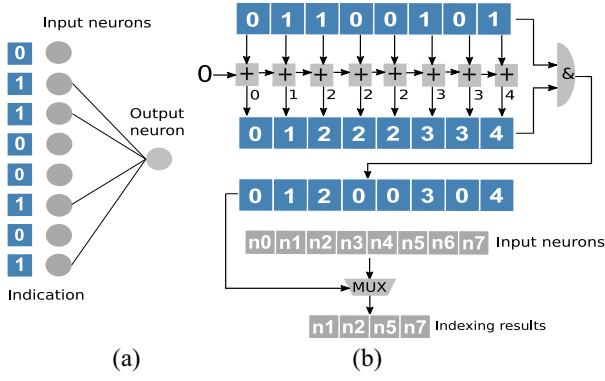 Input neurons
0
1
1
0
0
1
0
1
Output
neuron
Indication
(a)
0 1 1 0 0 1 0 1
0 + + + + + + + +
0 1 2 2 2 3 3 4
0 1 2 2 2 3 3 4
&
0 1 2 0 0 3 0 4
n0 n1 n2 n3 n4 n5 n6 n7 Input neurons
MUX
n1 n2 n5 n7 Indexing results
(b)